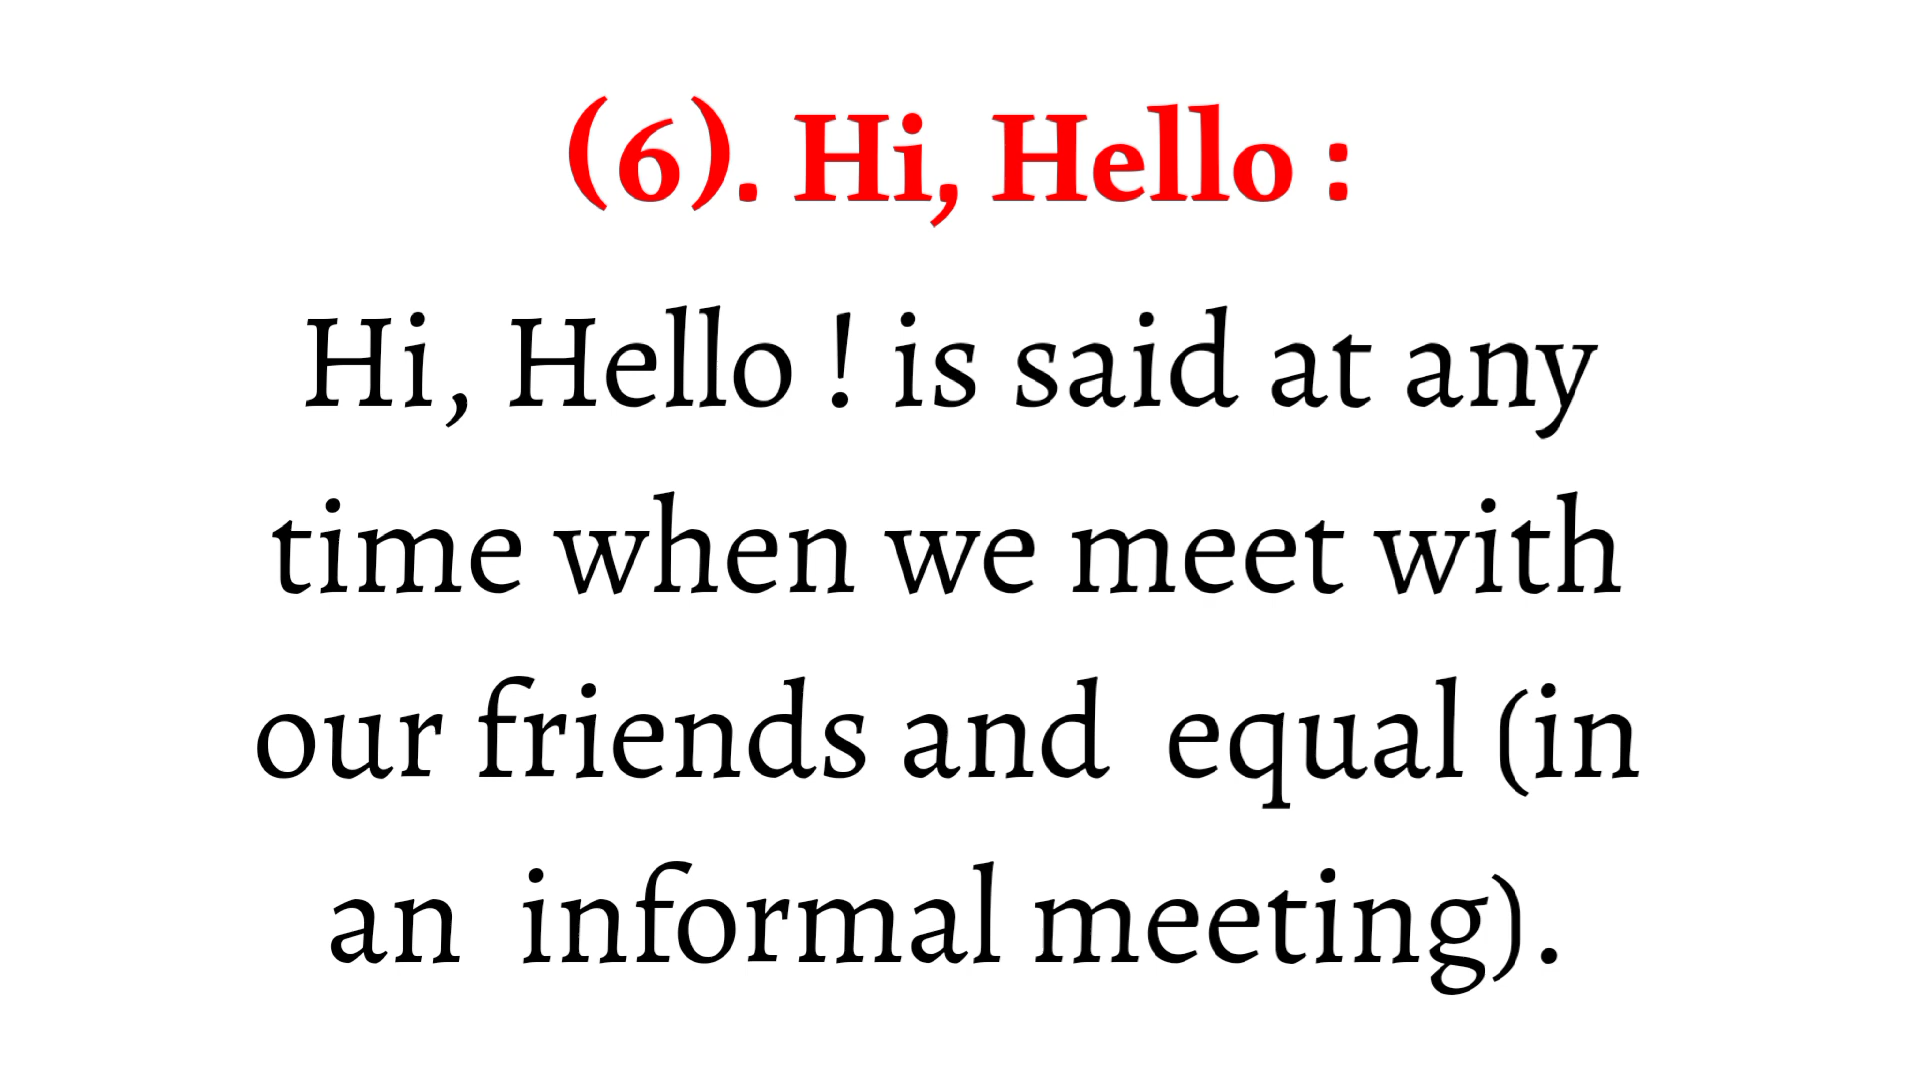 (6). Hi, Hello :
Hi, Hello ! is said at any
time when we meet with
our friends and  equal (in
an  informal meeting).